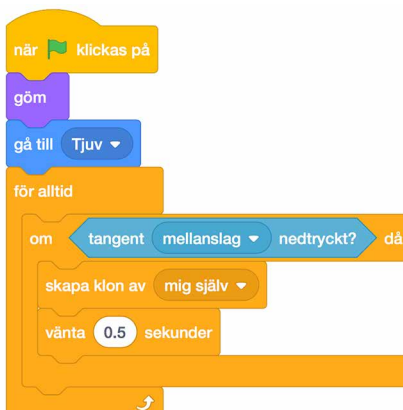 när klickas på
göm
gå till Tjuv
för alltid
om tangent mellanslag nedtryckt? då
skapa klon av mig själv
vänta 0.5 sekunder